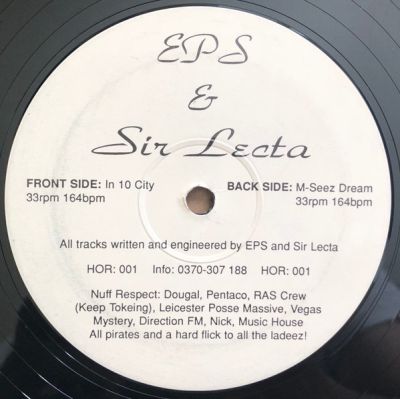 EPS
&
Sir Lecta
FRONT SIDE: In 10 City
33rpm 164bpm
BACK SIDE: M-Seez Dream
33rpm 164bpm
All tracks written and engineered by EPS and Sir Lecta
HOR: 001 Info: 0370-307 188 HOR: 001
Nuff Respect: Dougal, Pentaco, RAS Crew
(Keep Tokeing), Leicester Posse Massive, Vegas
Mystery, Direction FM, Nick, Music House
All pirates and a hard flick to all the ladeez!